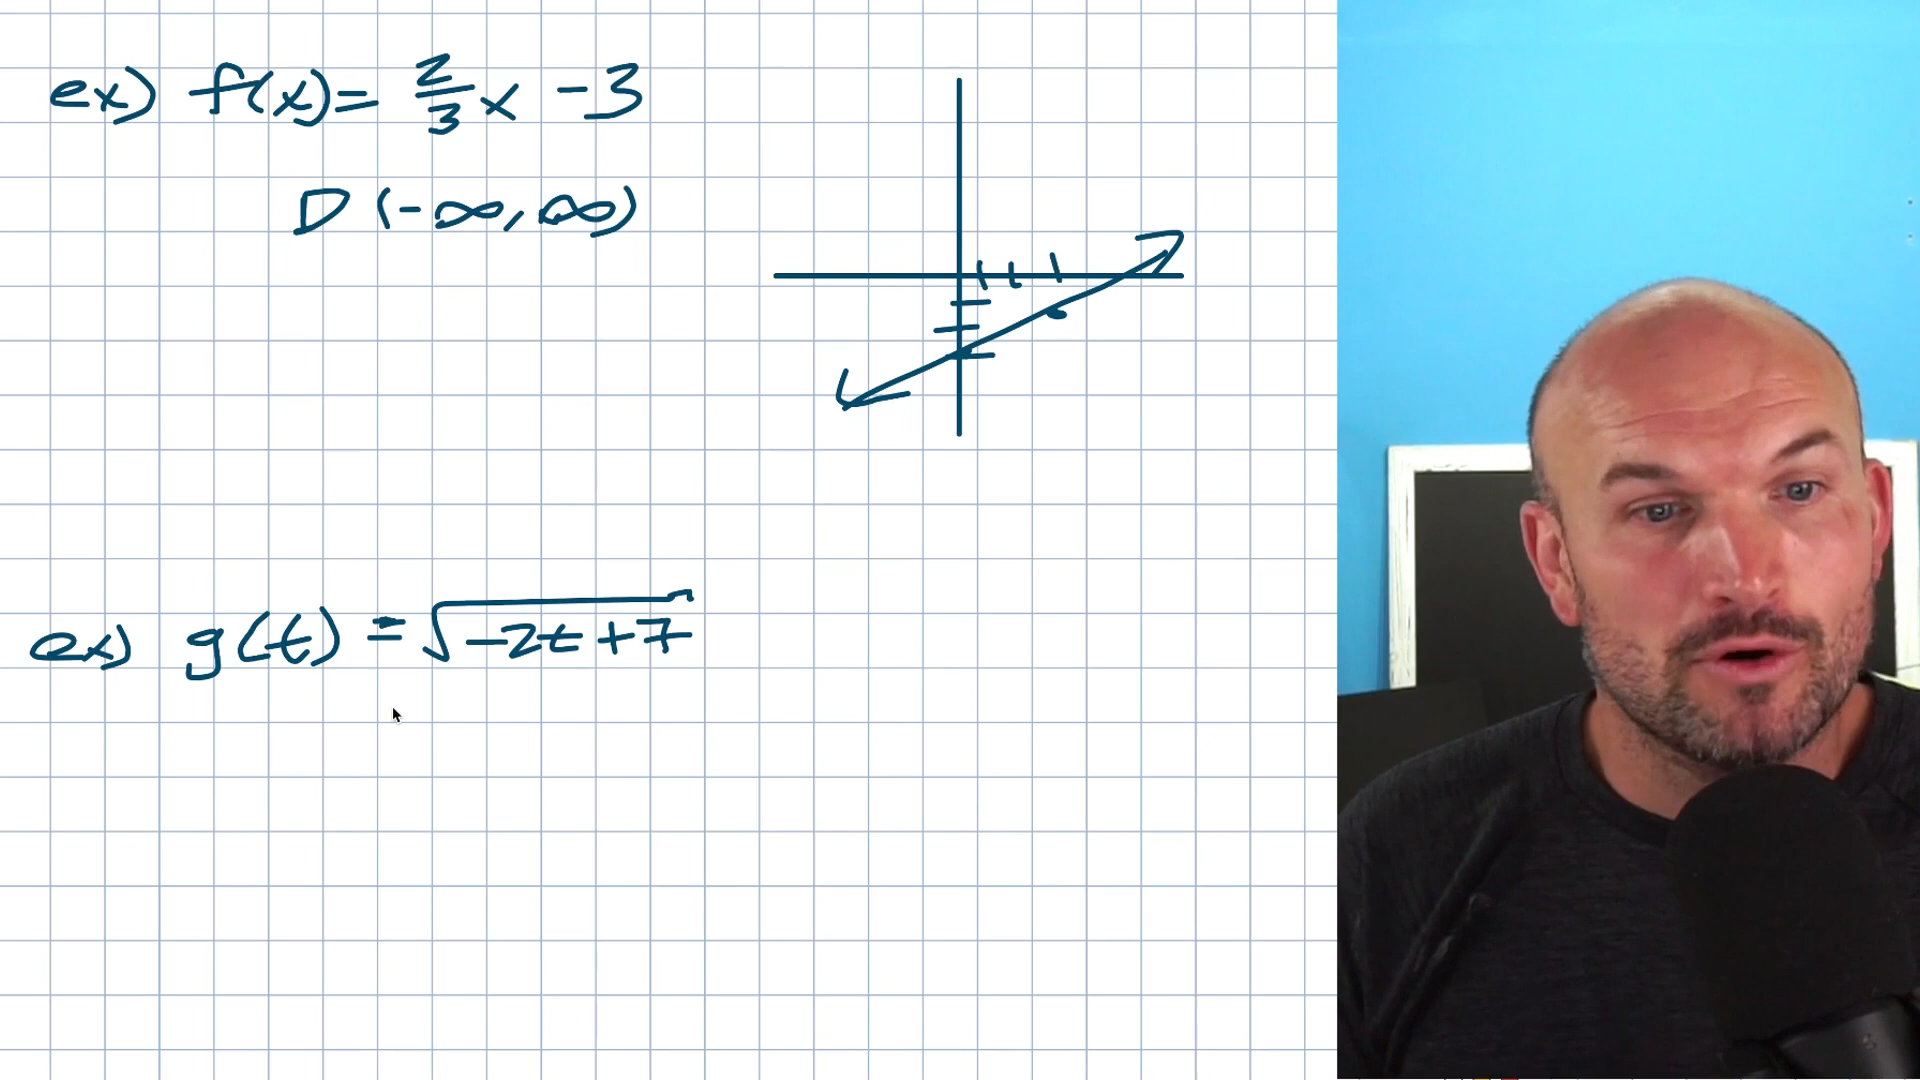 ex) f(x) = 2/3 x - 3
D (-∞, ∞)
ex) g(t) = √-2t + 7